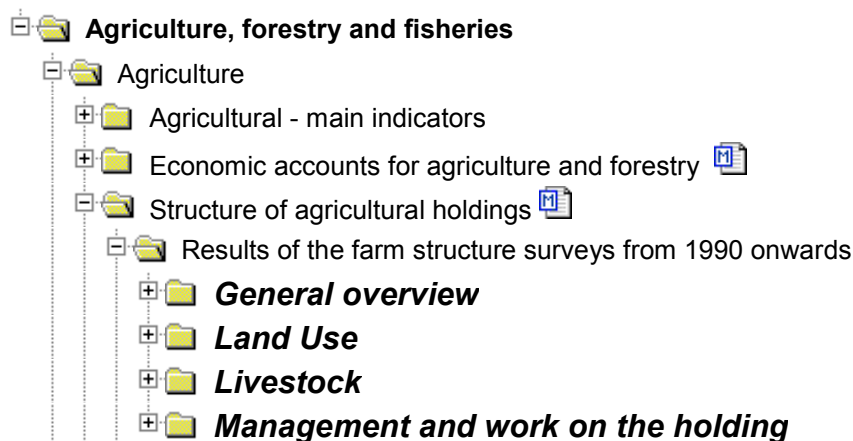 Agriculture, forestry and fisheries
Agriculture
Agricultural - main indicators
Economic accounts for agriculture and forestry M
Structure of agricultural holdings M
Results of the farm structure surveys from 1990 onwards
General overview
Land Use
Livestock
Management and work on the holding